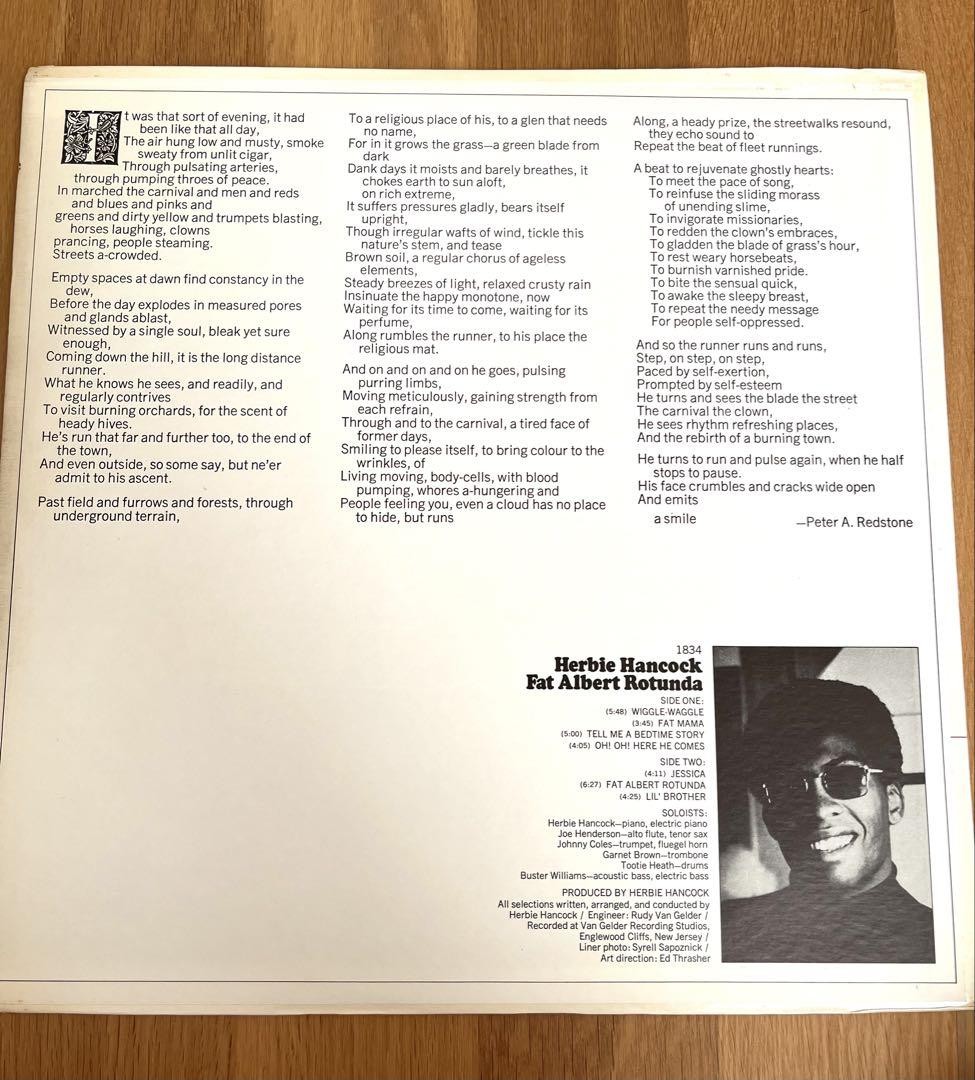 It was that sort of evening, it had
been like that all day,
The air hung low and musty, smoke
sweaty from unlit cigar,
Through pulsating arteries,
through pumping throes of peace.
In marched the carnival and men and reds
and blues and pinks and
greens and dirty yellow and trumpets blasting,
horses laughing, clowns
prancing, people steaming.
Streets a-crowded.
Empty spaces at dawn find constancy in the
dew,
Before the day explodes in measured pores
and glands ablast,
Witnessed by a single soul, bleak yet sure
enough,
Coming down the hill, it is the long distance
runner.
What he knows he sees, and readily, and
regularly contrives
To visit burning orchards, for the scent of
heady hives.
He's run that far and further too, to the end of
the town,
And even outside, so some say, but ne'er
admit to his ascent.
Past field and furrows and forests, through
underground terrain,
To a religious place of his, to a glen that needs
no name,
For in it grows the grass—a green blade from
dark
Dank days it moists and barely breathes, it
chokes earth to sun aloft,
on rich extreme,
It suffers pressures gladly, bears itself
upright,
Though irregular wafts of wind, tickle this
nature's stem, and tease
Brown soil, a regular chorus of ageless
elements,
Steady breezes of light, relaxed crusty rain
Insinuate the happy monotone, now
Waiting for its time to come, waiting for its
perfume,
Along rumbles the runner, to his place the
religious mat.
And on and on and on he goes, pulsing
purring limbs,
Moving meticulously, gaining strength from
each refrain,
Through and to the carnival, a tired face of
former days,
Smiling to please itself, to bring colour to the
wrinkles, of
Living moving, body-cells, with blood
pumping, whores a-hungering and
People feeling you, even a cloud has no place
to hide, but runs
Along, a heady prize, the streetwalks resound,
they echo sound to
Repeat the beat of fleet runnings.
A beat to rejuvenate ghostly hearts:
To meet the pace of song,
To reinfuse the sliding morass
of unending slime,
To invigorate missionaries,
To redden the clown's embraces,
To gladden the blade of grass's hour,
To rest weary horsebeats,
To burnish varnished pride.
To bite the sensual quick,
To awake the sleepy breast,
To repeat the needy message
For people self-oppressed.
And so the runner runs and runs,
Step, on step, on step,
Paced by self-exertion,
Prompted by self-esteem
He turns and sees the blade the street
The carnival the clown,
He sees rhythm refreshing places,
And the rebirth of a burning town.
He turns to run and pulse again, when he half
stops to pause.
His face crumbles and cracks wide open
And emits
a smile —Peter A. Redstone
1834
Herbie Hancock
Fat Albert Rotunda
SIDE ONE:
(5:48) WIGGLE-WAGGLE
(3:45) FAT MAMA
(5:00) TELL ME A BEDTIME STORY
(4:05) OH! OH! HERE HE COMES
SIDE TWO:
(4:11) JESSICA
(6:27) FAT ALBERT ROTUNDA
(4:25) LIL' BROTHER
SOLOISTS:
Herbie Hancock—piano, electric piano
Joe Henderson—alto flute, tenor sax
Johnny Coles—trumpet, fluegel horn
Garnet Brown—trombone
Tootie Heath—drums
Buster Williams—acoustic bass, electric bass
PRODUCED BY HERBIE HANCOCK
All selections written, arranged, and conducted by
Herbie Hancock / Engineer: Rudy Van Gelder /
Recorded at Van Gelder Recording Studios,
Englewood Cliffs, New Jersey /
Liner photo: Syrell Sapoznick /
Art direction: Ed Thrasher